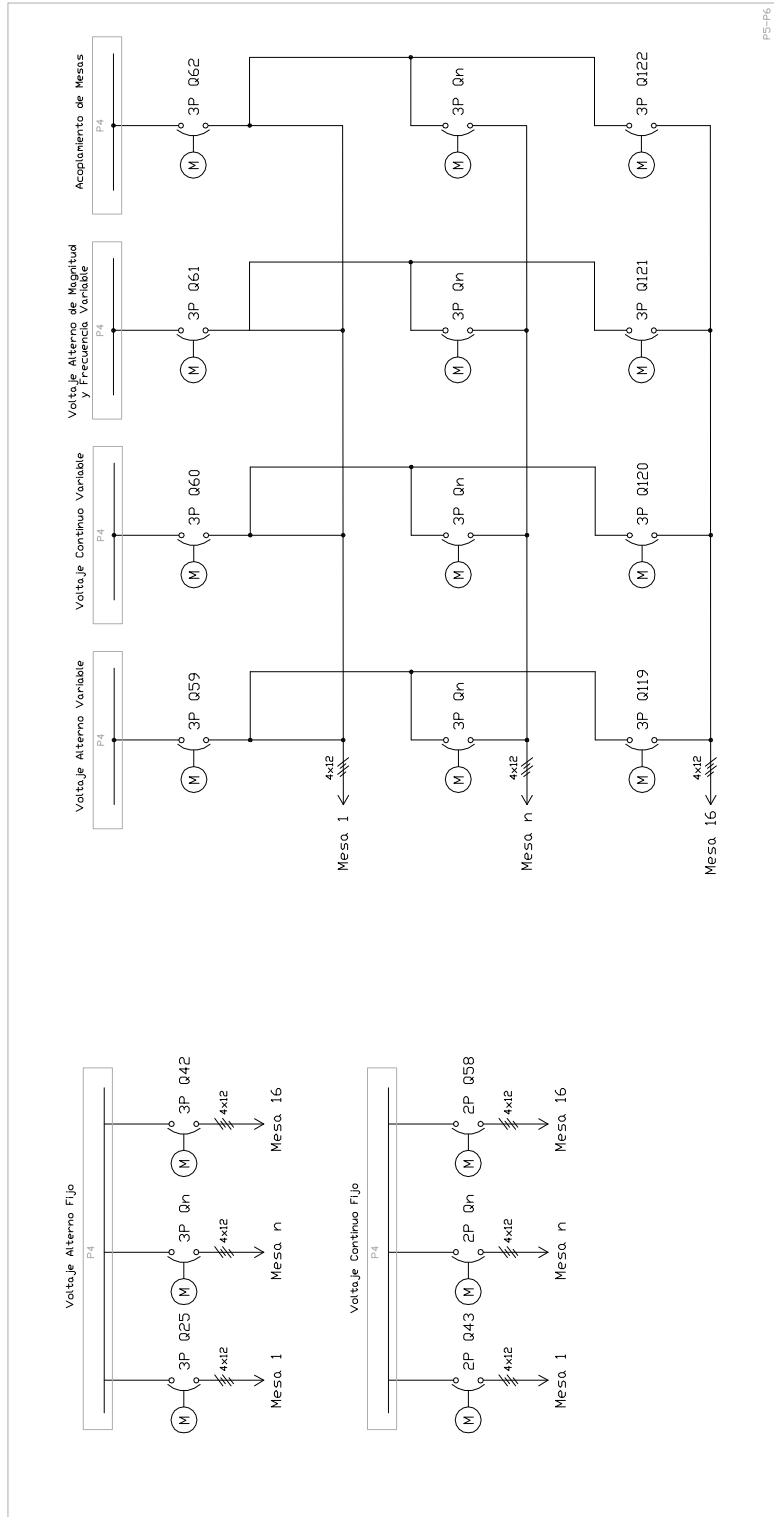 Voltaje Alterno Fijo
P4
3P Q25
3P Qn
3P Q42
4x12
4x12
4x12
Mesa 1
Mesa n
Mesa 16
M
M
M
Voltaje Continuo Fijo
P4
2P Q43
2P Qn
2P Q58
M
M
M
4x12
4x12
4x12
Mesa 1
Mesa n
Mesa 16
Voltaje Alterno Variable
Voltaje Continuo Variable
Voltaje Alterno de Magnitud
y Frecuencia Variable
Acoplamiento de Mesas
P4
P4
P4
P4
M
3P Q59
M
3P Q60
M
3P Q61
M
3P Q62
4x12
Mesa 1
M
3P Qn
M
3P Qn
M
3P Qn
M
3P Qn
4x12
Mesa n
M
3P Q119
M
3P Q120
M
3P Q121
M
3P Q122
4x12
Mesa 16
P5-P6